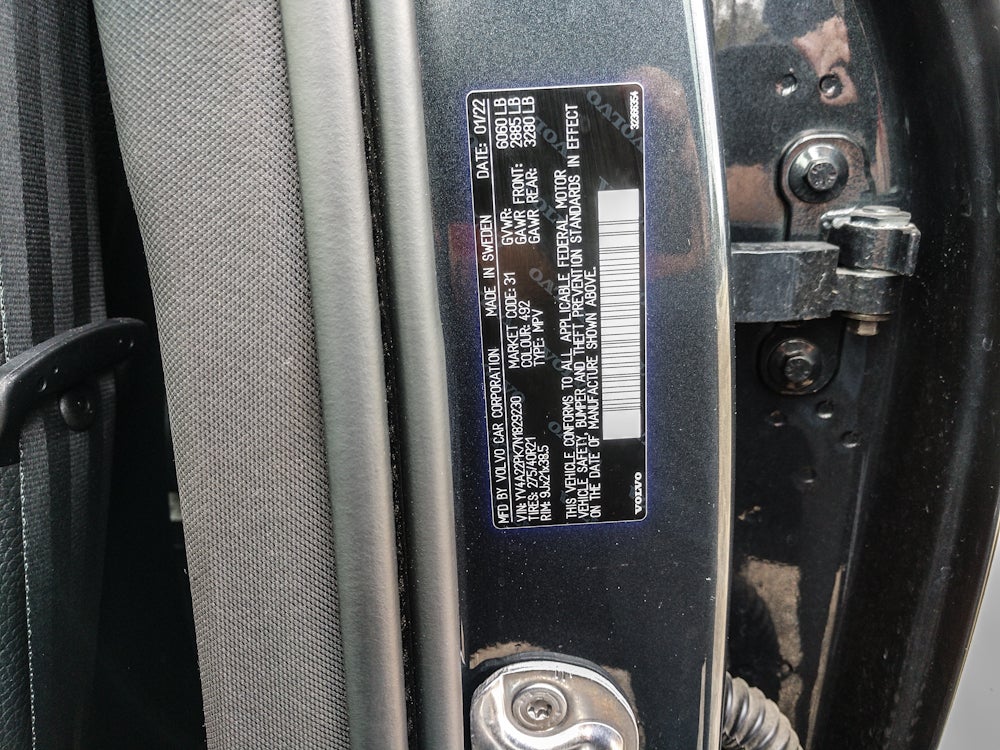 MFD BY VOLVO CAR CORPORATION MADE IN SWEDEN DATE: 01/22
VIN: YV4A22PK7N1829230 MARKET CODE: 31 GVWR: 6060 LB
TIRES: 275/40R21 COLOUR: 492 GAWR FRONT: 2885 LB
RIM: 9Jx21x38.5 TYPE: MPV GAWR REAR: 3280 LB
THIS VEHICLE CONFORMS TO ALL APPLICABLE FEDERAL MOTOR
VEHICLE SAFETY, BUMPER AND THEFT PREVENTION STANDARDS IN EFFECT
ON THE DATE OF MANUFACTURE SHOWN ABOVE.
VOLVO 32366354